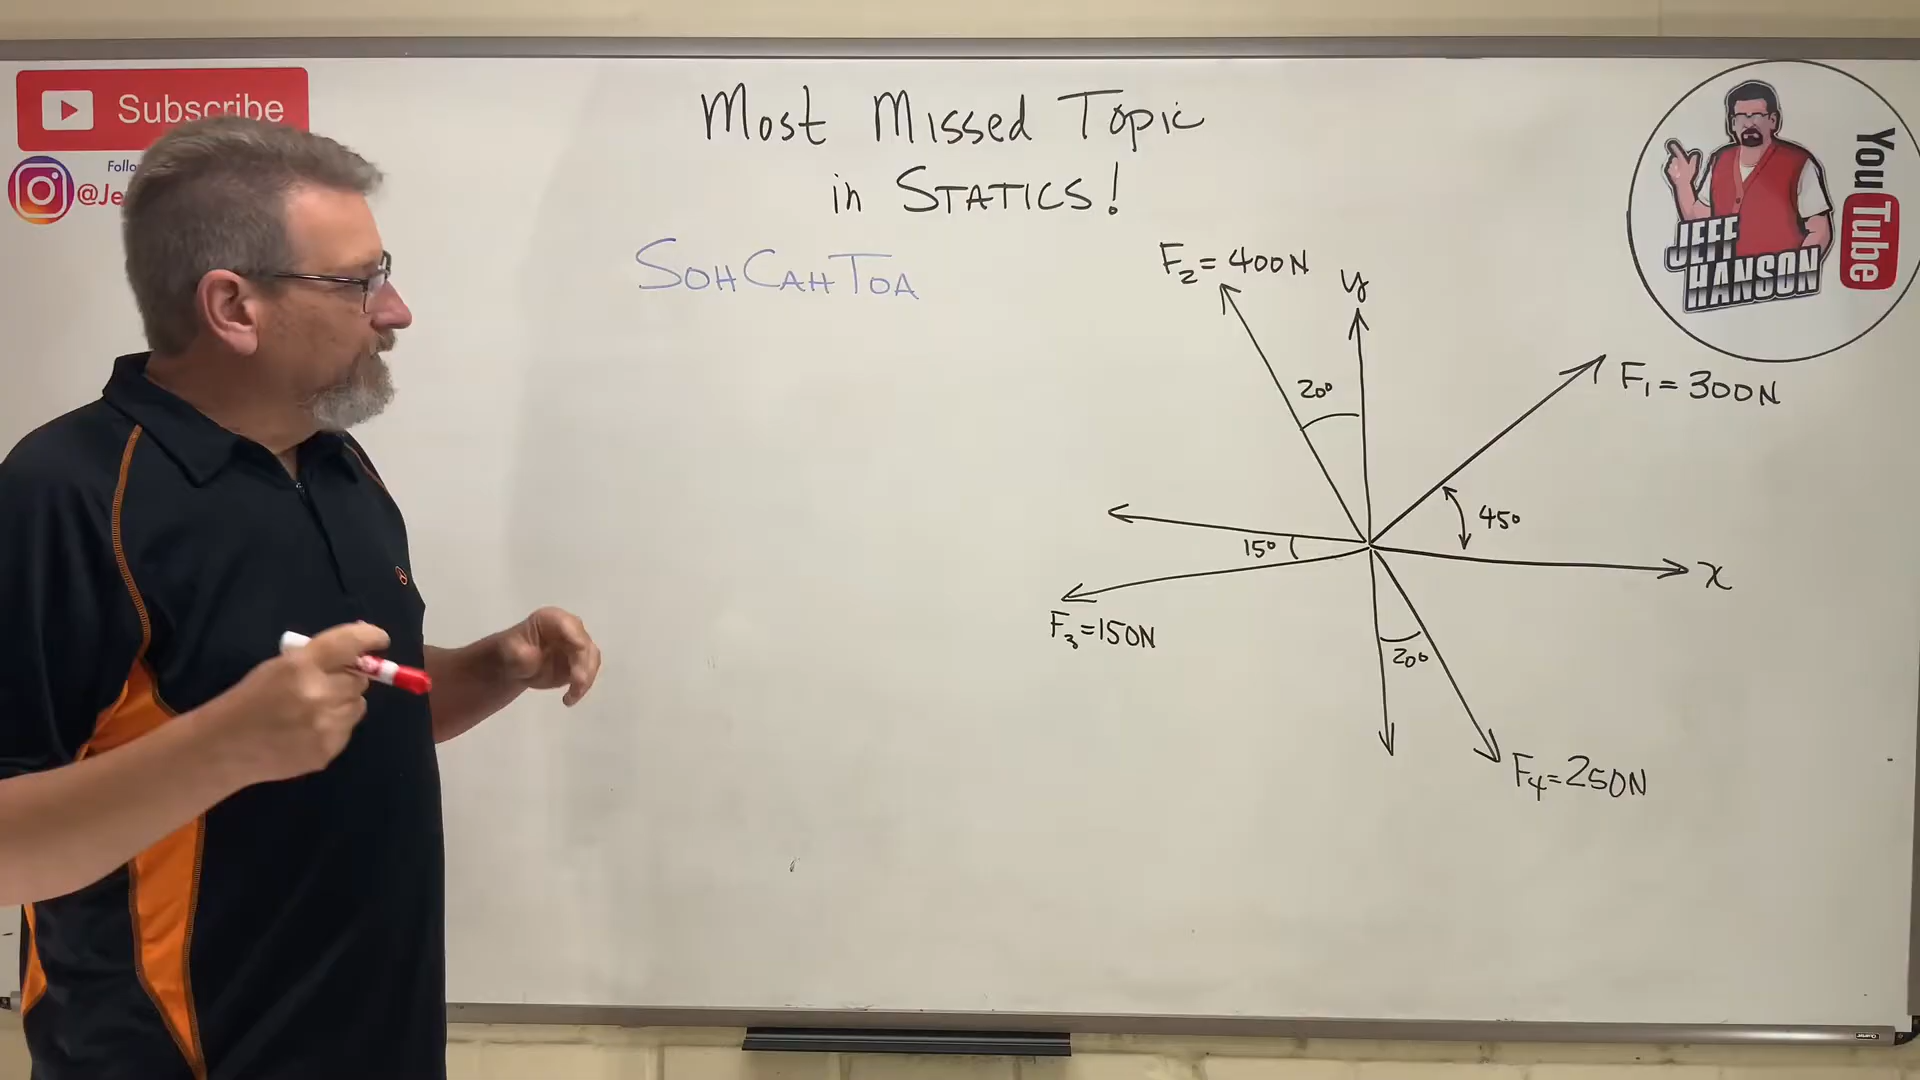 Subscribe
Follo
@Je
Most Missed Topic
in STATICS!
SOHCAHTOA
F₂=400N
y
F₁=300N
20°
45°
15°
x
F₃=150N
20°
F₄=250N
YouTube
JEFF
HANSON